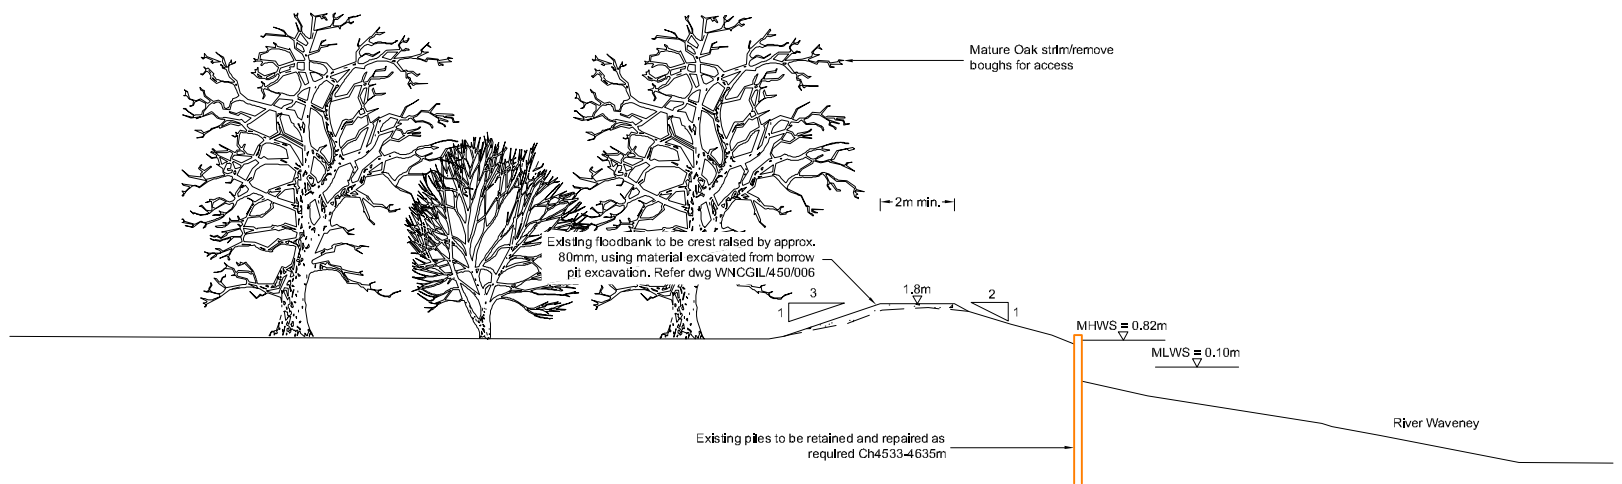 Mature Oak strim/remove
boughs for access
2m min.
Existing floodbank to be crest raised by approx.
80mm, using material excavated from borrow
pit excavation. Refer dwg WNCGIL/450/006
3
1
1.8m
2
1
MHWS = 0.82m
MLWS = 0.10m
River Waveney
Existing piles to be retained and repaired as
required Ch4533-4635m